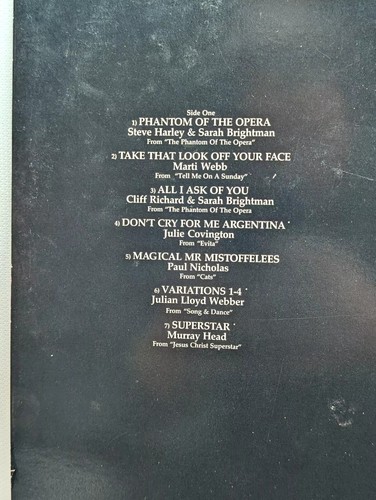 Side One
1) PHANTOM OF THE OPERA
Steve Harley & Sarah Brightman
From "The Phantom Of The Opera"
2) TAKE THAT LOOK OFF YOUR FACE
Marti Webb
From "Tell Me On A Sunday"
3) ALL I ASK OF YOU
Cliff Richard & Sarah Brightman
From "The Phantom Of The Opera
4) DON'T CRY FOR ME ARGENTINA
Julie Covington
From "Evita"
5) MAGICAL MR MISTOFFELEES
Paul Nicholas
From "Cats"
6) VARIATIONS 1-4
Julian Lloyd Webber
From "Song & Dance"
7) SUPERSTAR
Murray Head
From "Jesus Christ Superstar"